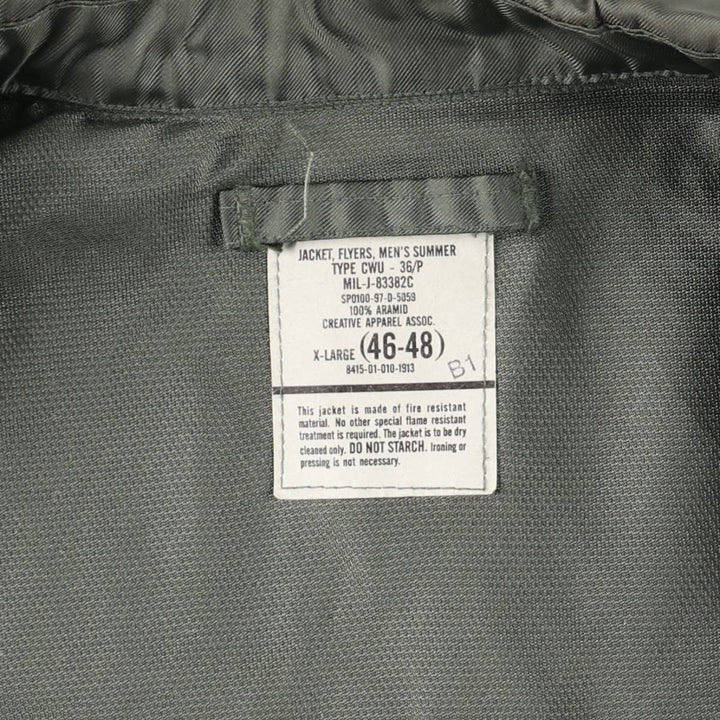 JACKET, FLYERS, MEN'S SUMMER
TYPE CWU - 36/P
MIL-J-83382C
SP0100-97-D-5059
100% ARAMID
CREATIVE APPAREL ASSOC.
X-LARGE (46-48)
8415-01-010-1913
B1
This jacket is made of fire resistant
material. No other special flame resistant
treatment is required. The jacket is to be dry
cleaned only. DO NOT STARCH. Ironing or
pressing is not necessary.